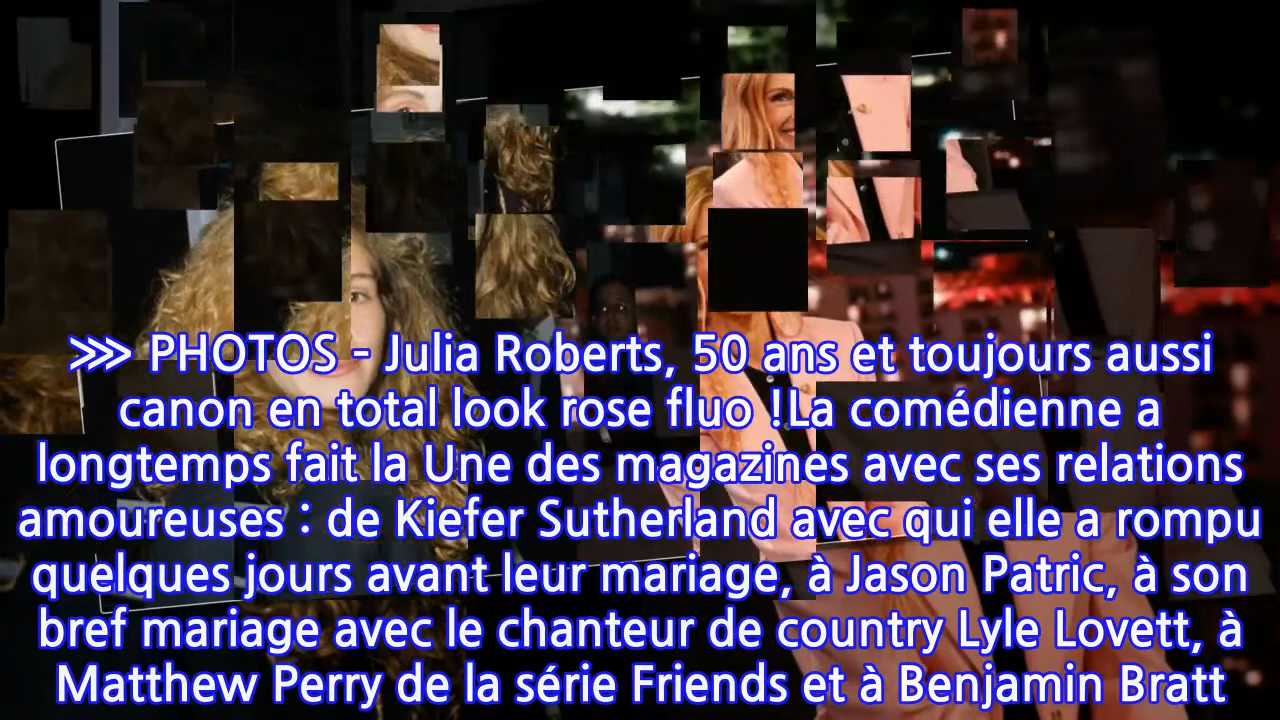 ⋙ PHOTOS - Julia Roberts, 50 ans et toujours aussi
canon en total look rose fluo !La comédienne a
longtemps fait la Une des magazines avec ses relations
amoureuses : de Kiefer Sutherland avec qui elle a rompu
quelques jours avant leur mariage, à Jason Patric, à son
bref mariage avec le chanteur de country Lyle Lovett, à
Matthew Perry de la série Friends et à Benjamin Bratt